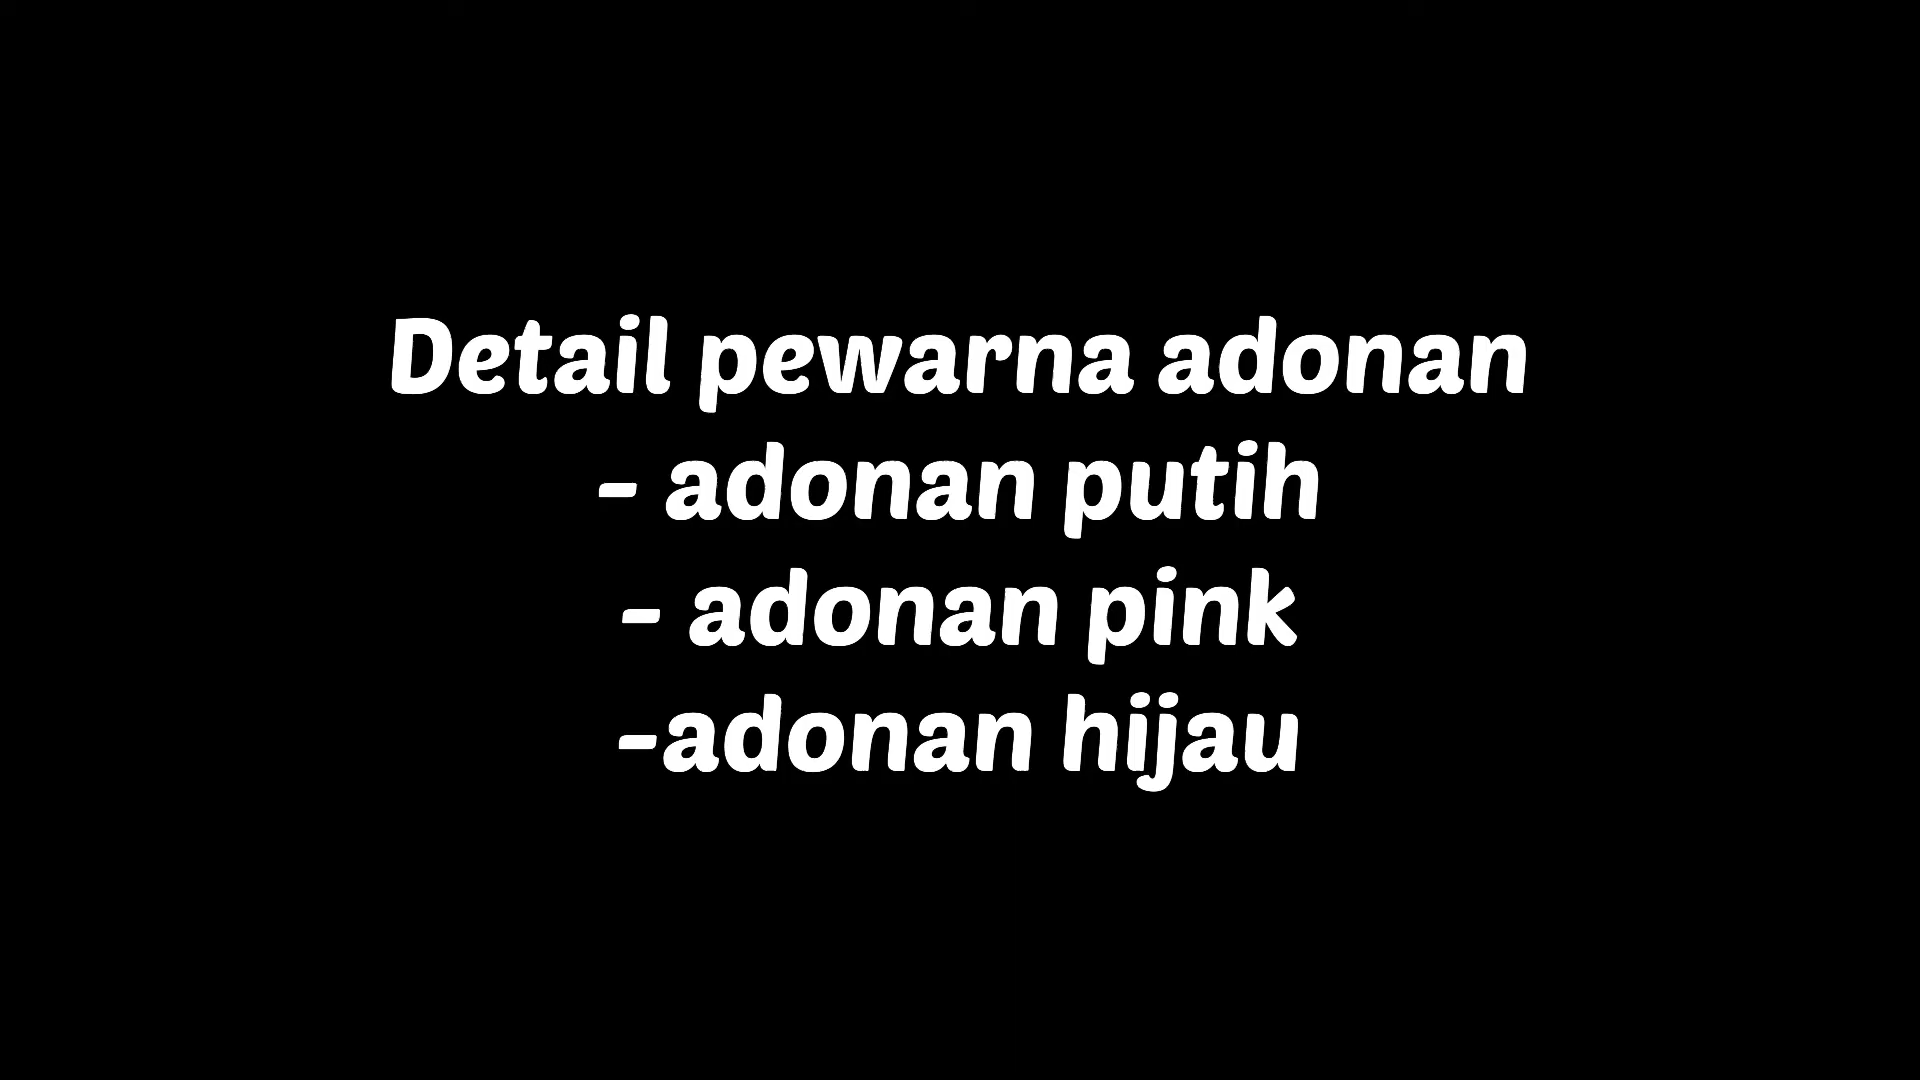 Detail pewarna adonan
- adonan putih
- adonan pink
-adonan hijau